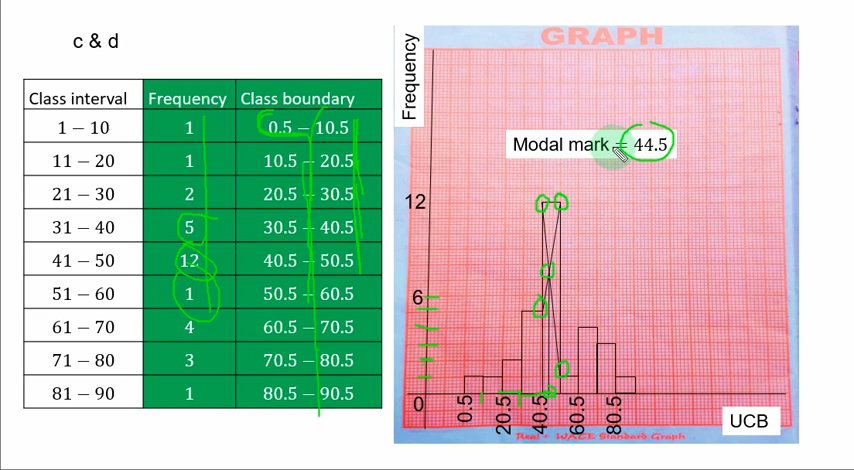 c & d
Class interval Frequency Class boundary
1 – 10 1 0.5 – 10.5
11 – 20 1 10.5 – 20.5
21 – 30 2 20.5 – 30.5
31 – 40 5 30.5 – 40.5
41 – 50 12 40.5 – 50.5
51 – 60 1 50.5 – 60.5
61 – 70 4 60.5 – 70.5
71 – 80 3 70.5 – 80.5
81 – 90 1 80.5 – 90.5
GRAPH
Frequency
Modal mark = 44.5
12
6
0
0.5 20.5 40.5 60.5 80.5
UCB
Real + WACE Standard Graph